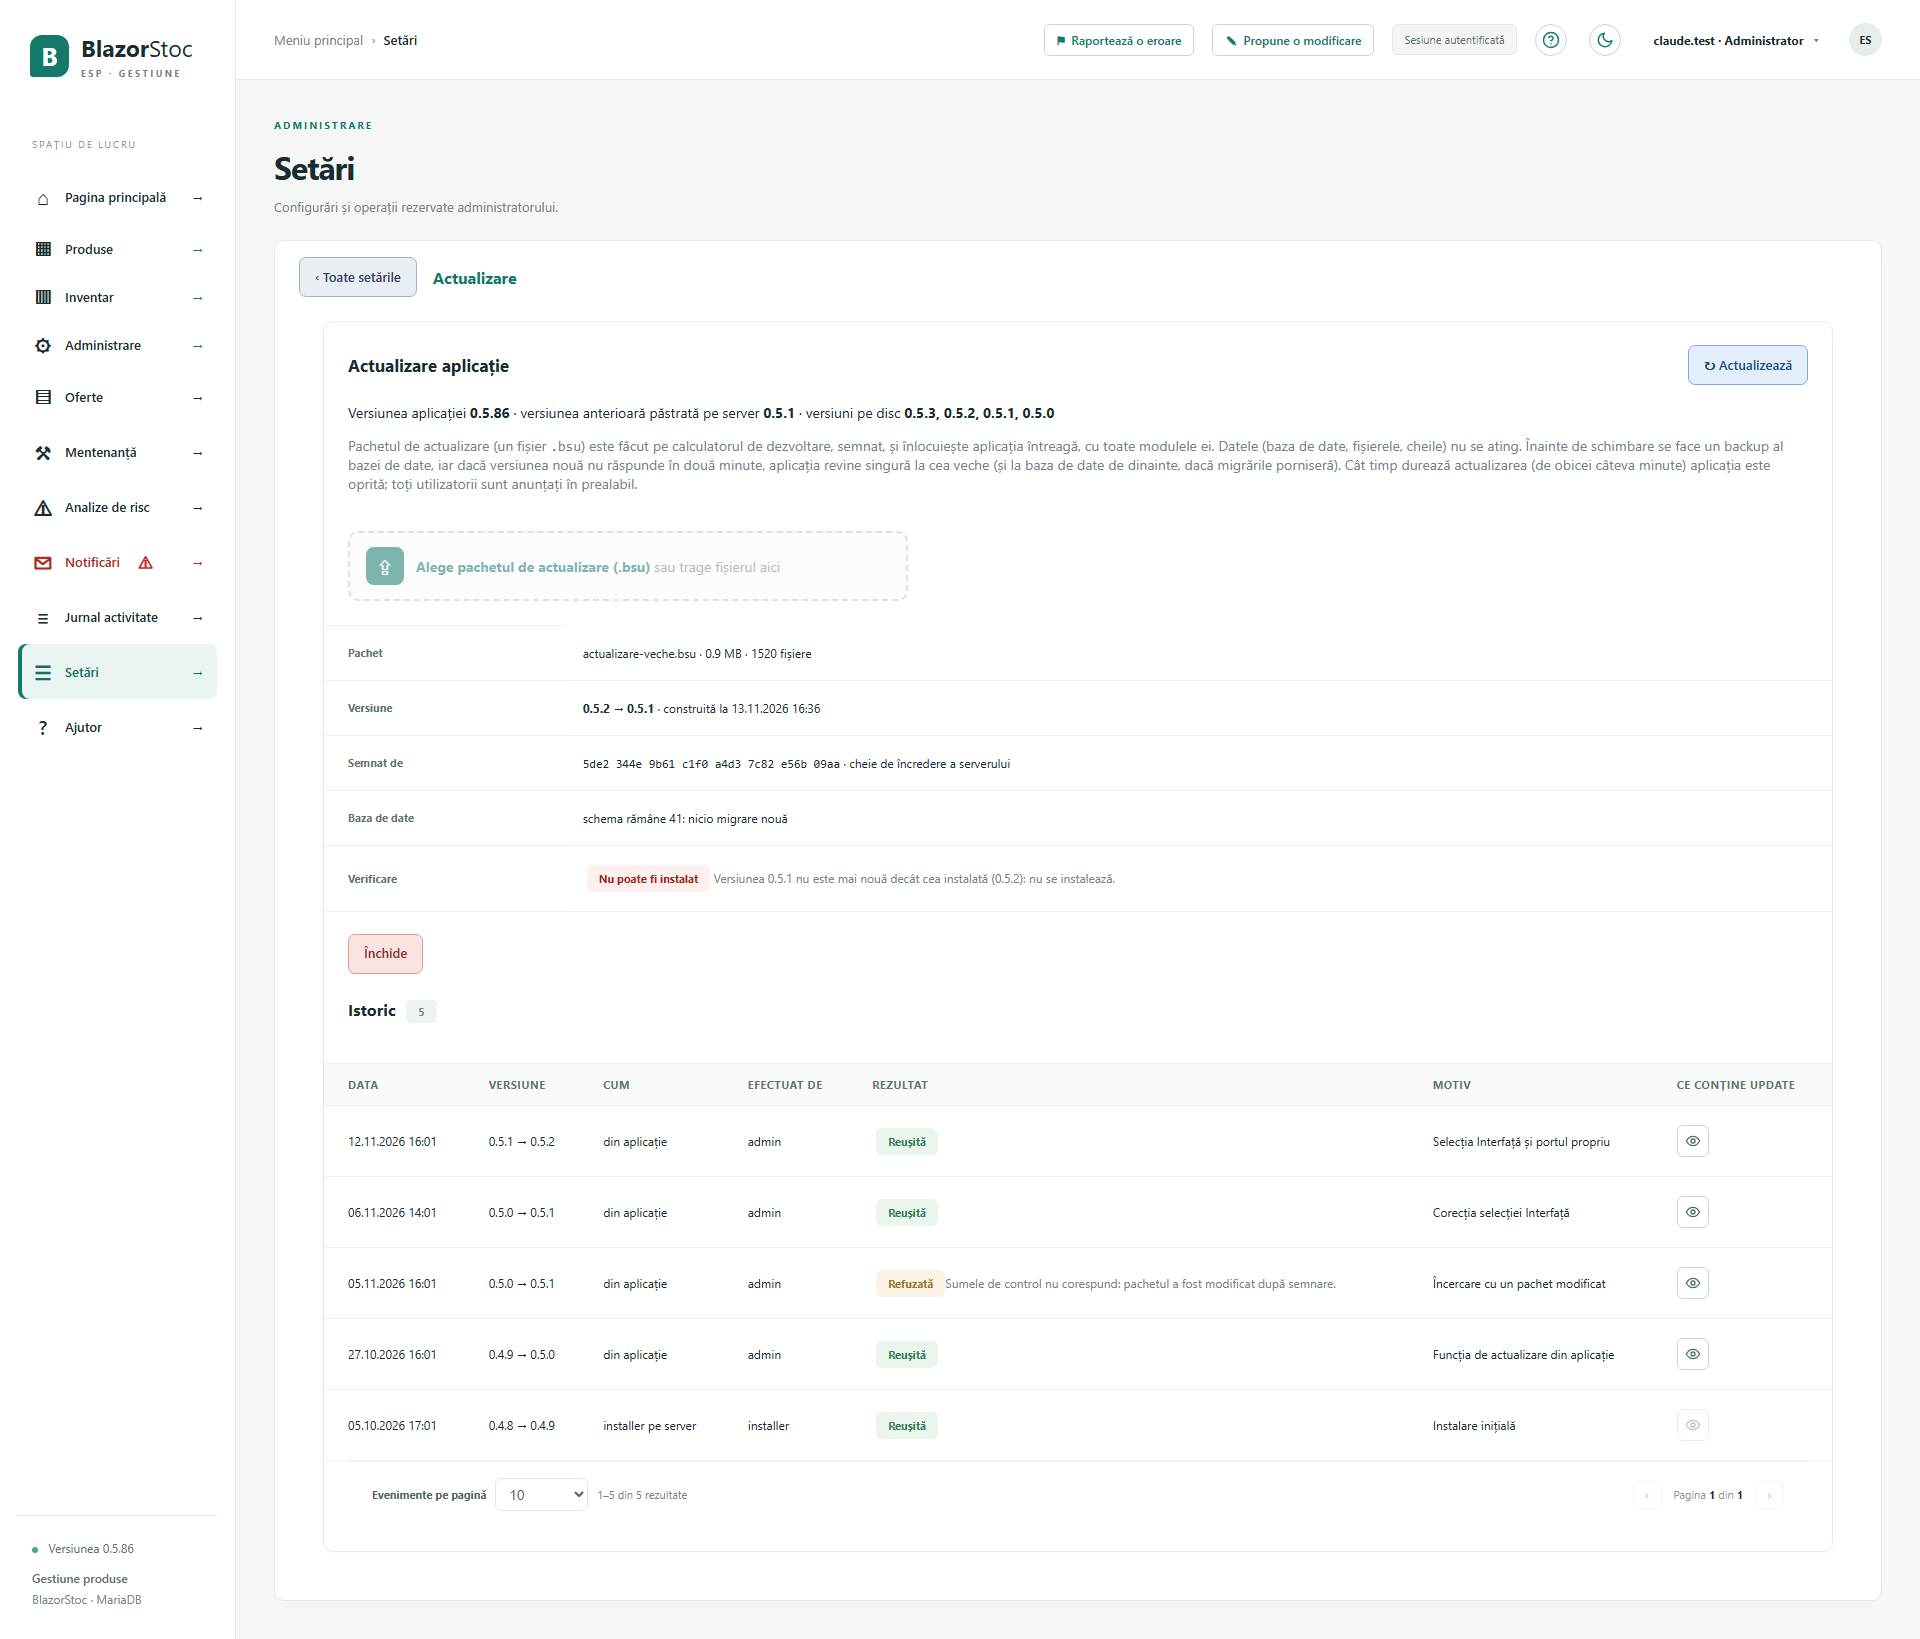 B BlazorStoc
ESP · GESTIUNE
Meniu principal › Setări
Raportează o eroare
Propune o modificare
Sesiune autentificată
claude.test · Administrator
ES
SPAȚIU DE LUCRU
Pagina principală →
Produse →
Inventar →
Administrare →
Oferte →
Mentenanță →
Analize de risc →
Notificări →
Jurnal activitate →
Setări →
? Ajutor →
Versiunea 0.5.86
Gestiune produse
BlazorStoc · MariaDB
ADMINISTRARE
Setări
Configurări și operații rezervate administratorului.
‹ Toate setările
Actualizare
Actualizare aplicație
↻ Actualizează
Versiunea aplicației 0.5.86 · versiunea anterioară păstrată pe server 0.5.1 · versiuni pe disc 0.5.3, 0.5.2, 0.5.1, 0.5.0
Pachetul de actualizare (un fișier .bsu) este făcut pe calculatorul de dezvoltare, semnat, și înlocuiește aplicația întreagă, cu toate modulele ei. Datele (baza de date, fișierele, cheile) nu se ating. Înainte de schimbare se face un backup al
bazei de date, iar dacă versiunea nouă nu răspunde în două minute, aplicația revine singură la cea veche (și la baza de date de dinainte, dacă migrările porniseră). Cât timp durează actualizarea (de obicei câteva minute) aplicația este
oprită; toți utilizatorii sunt anunțați în prealabil.
Alege pachetul de actualizare (.bsu) sau trage fișierul aici
Pachet actualizare-veche.bsu · 0.9 MB · 1520 fișiere
Versiune 0.5.2 → 0.5.1 · construită la 13.11.2026 16:36
Semnat de 5de2 344e 9b61 c1f0 a4d3 7c82 e56b 09aa · cheie de încredere a serverului
Baza de date schema rămâne 41: nicio migrare nouă
Verificare Nu poate fi instalat Versiunea 0.5.1 nu este mai nouă decât cea instalată (0.5.2): nu se instalează.
Închide
Istoric 5
DATA VERSIUNE CUM EFECTUAT DE REZULTAT MOTIV CE CONȚINE UPDATE
12.11.2026 16:01 0.5.1 → 0.5.2 din aplicație admin Reușită Selecția Interfață și portul propriu
06.11.2026 14:01 0.5.0 → 0.5.1 din aplicație admin Reușită Corecția selecției Interfață
05.11.2026 16:01 0.5.0 → 0.5.1 din aplicație admin Refuzată Sumele de control nu corespund: pachetul a fost modificat după semnare. Încercare cu un pachet modificat
27.10.2026 16:01 0.4.9 → 0.5.0 din aplicație admin Reușită Funcția de actualizare din aplicație
05.10.2026 17:01 0.4.8 → 0.4.9 installer pe server installer Reușită Instalare inițială
Evenimente pe pagină 10 1–5 din 5 rezultate
‹ Pagina 1 din 1 ›